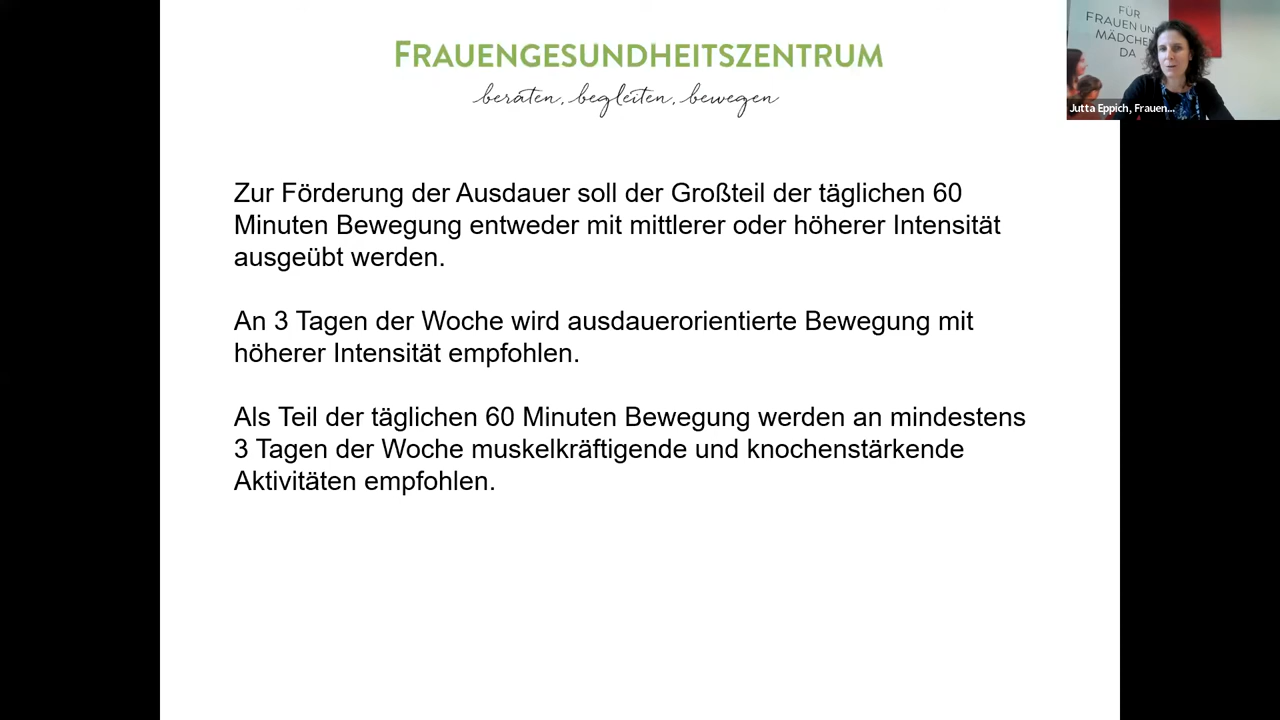 FRAUENGESUNDHEITSZENTRUM
beraten, begleiten, bewegen
FÜR
FRAUEN UN
MÄDCHE
DA
Jutta Eppich, Frauen...
Zur Förderung der Ausdauer soll der Großteil der täglichen 60
Minuten Bewegung entweder mit mittlerer oder höherer Intensität
ausgeübt werden.
An 3 Tagen der Woche wird ausdauerorientierte Bewegung mit
höherer Intensität empfohlen.
Als Teil der täglichen 60 Minuten Bewegung werden an mindestens
3 Tagen der Woche muskelkräftigende und knochenstärkende
Aktivitäten empfohlen.